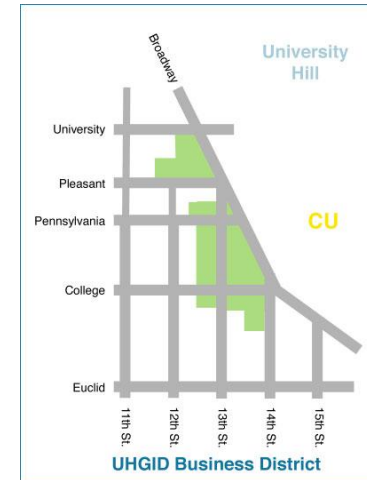 Broadway
University
Hill
University
Pleasant
Pennsylvania
CU
College
Euclid
11th St.
12th St.
13th St.
14th St.
15th St.
UHGID Business District